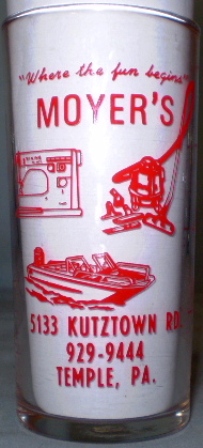 "Where the fun begins"
MOYER'S
5133 KUTZTOWN RD.
929-9444
TEMPLE, PA.